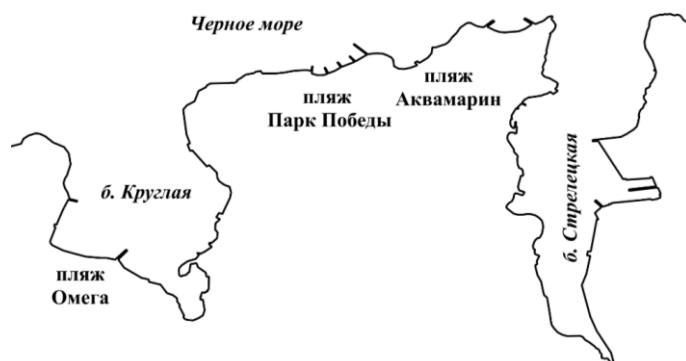 Черное море
пляж
Парк Победы
пляж
Аквамарин
б. Круглая
пляж
Омега
б. Стрелецкая